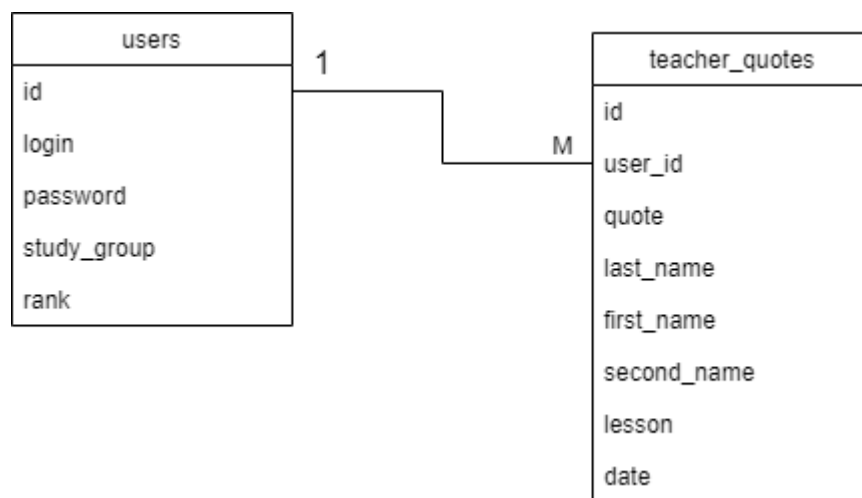 users
id
login
password
study_group
rank
1
M
teacher_quotes
id
user_id
quote
last_name
first_name
second_name
lesson
date